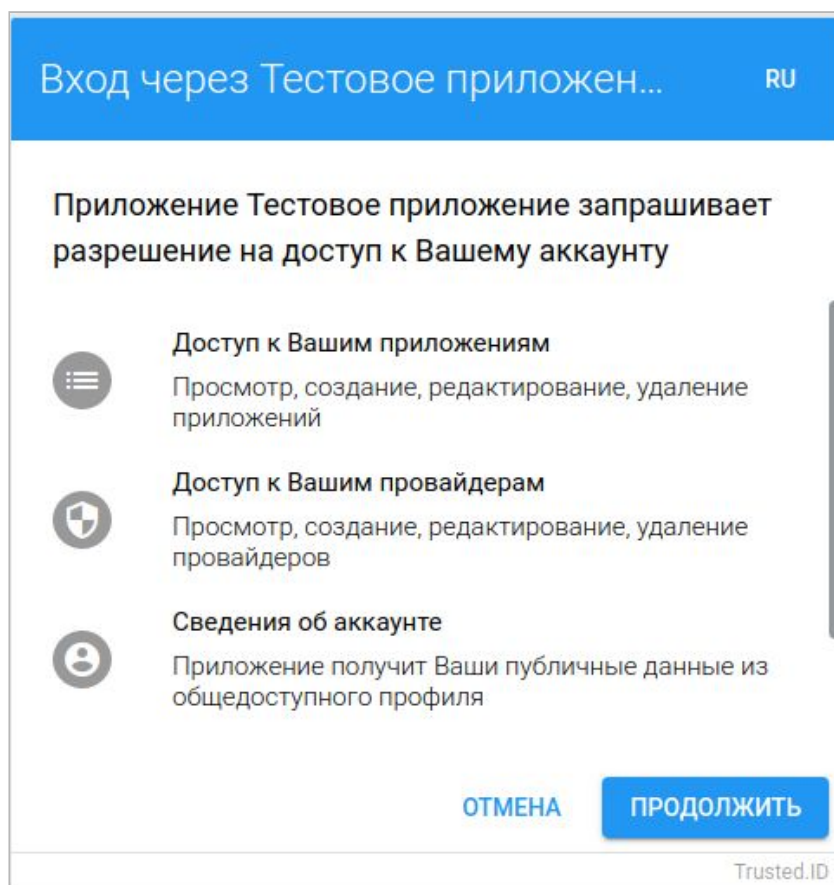 Вход через Тестовое приложен...
RU
Приложение Тестовое приложение запрашивает
разрешение на доступ к Вашему аккаунту
Доступ к Вашим приложениям
Просмотр, создание, редактирование, удаление
приложений
Доступ к Вашим провайдерам
Просмотр, создание, редактирование, удаление
провайдеров
Сведения об аккаунте
Приложение получит Ваши публичные данные из
общедоступного профиля
ОТМЕНА
ПРОДОЛЖИТЬ
Trusted.ID